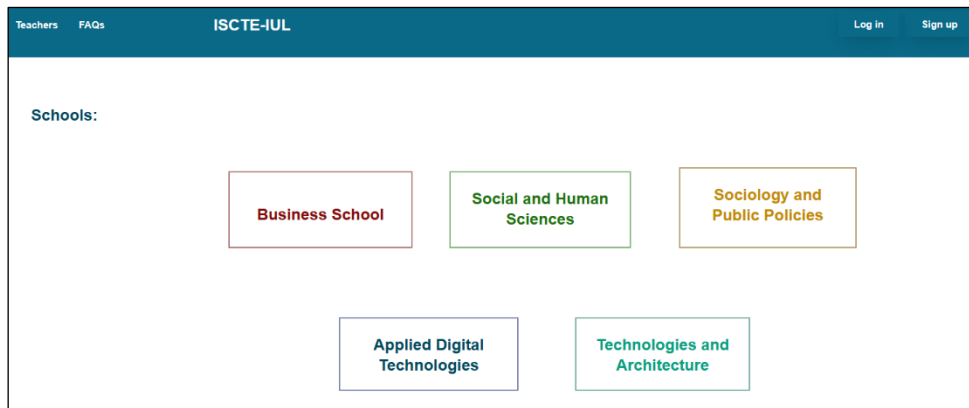 Teachers FAQs ISCTE-IUL Log in Sign up
Schools:
Business School
Social and Human
Sciences
Sociology and
Public Policies
Applied Digital
Technologies
Technologies and
Architecture